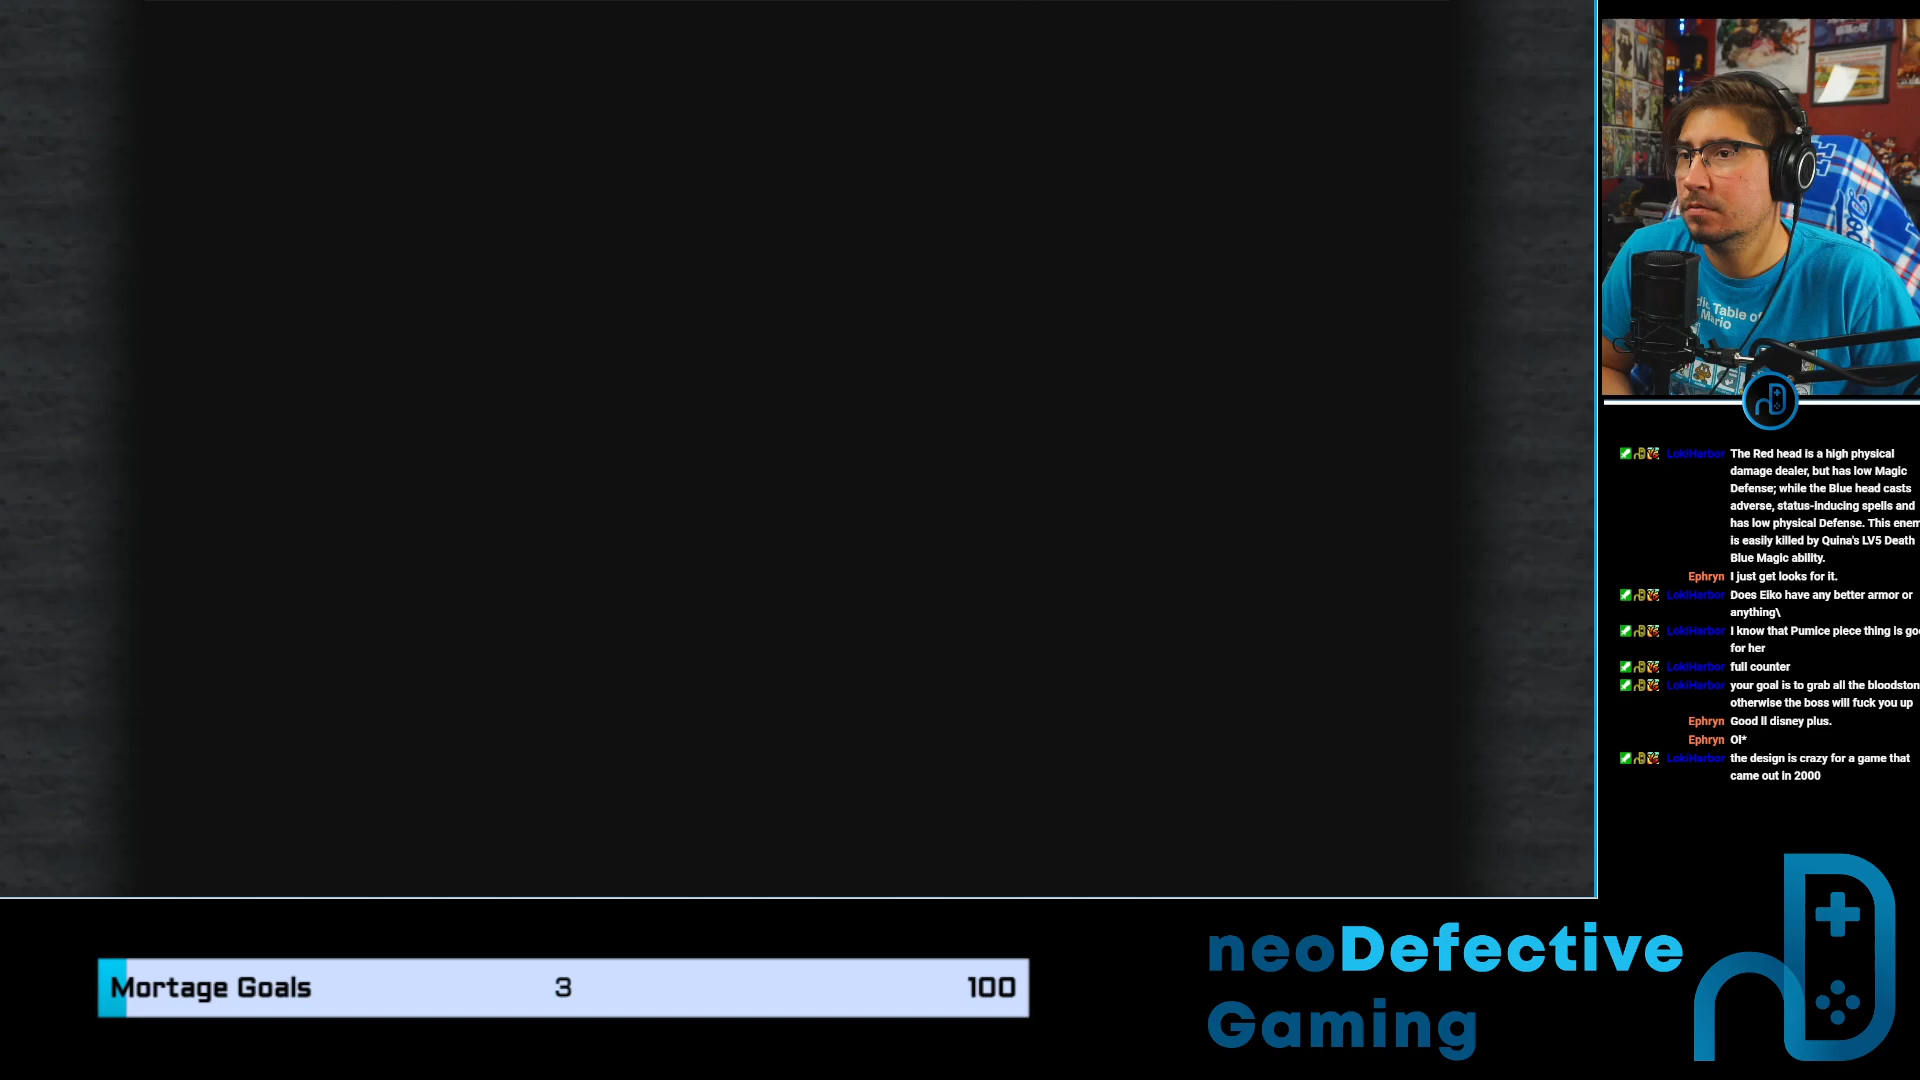 dic Table of
Mario
LokiHarbor The Red head is a high physical
damage dealer, but has low Magic
Defense; while the Blue head casts
adverse, status-inducing spells and
has low physical Defense. This enem
is easily killed by Quina's LV5 Death
Blue Magic ability.
Ephryn I just get looks for it.
LokiHarbor Does Eiko have any better armor or
anything\
LokiHarbor I know that Pumice piece thing is goo
for her
LokiHarbor full counter
LokiHarbor your goal is to grab all the bloodston
otherwise the boss will fuck you up
Ephryn Good ll disney plus.
Ephryn Ol*
LokiHarbor the design is crazy for a game that
came out in 2000
Mortage Goals 3 100
neoDefective
Gaming